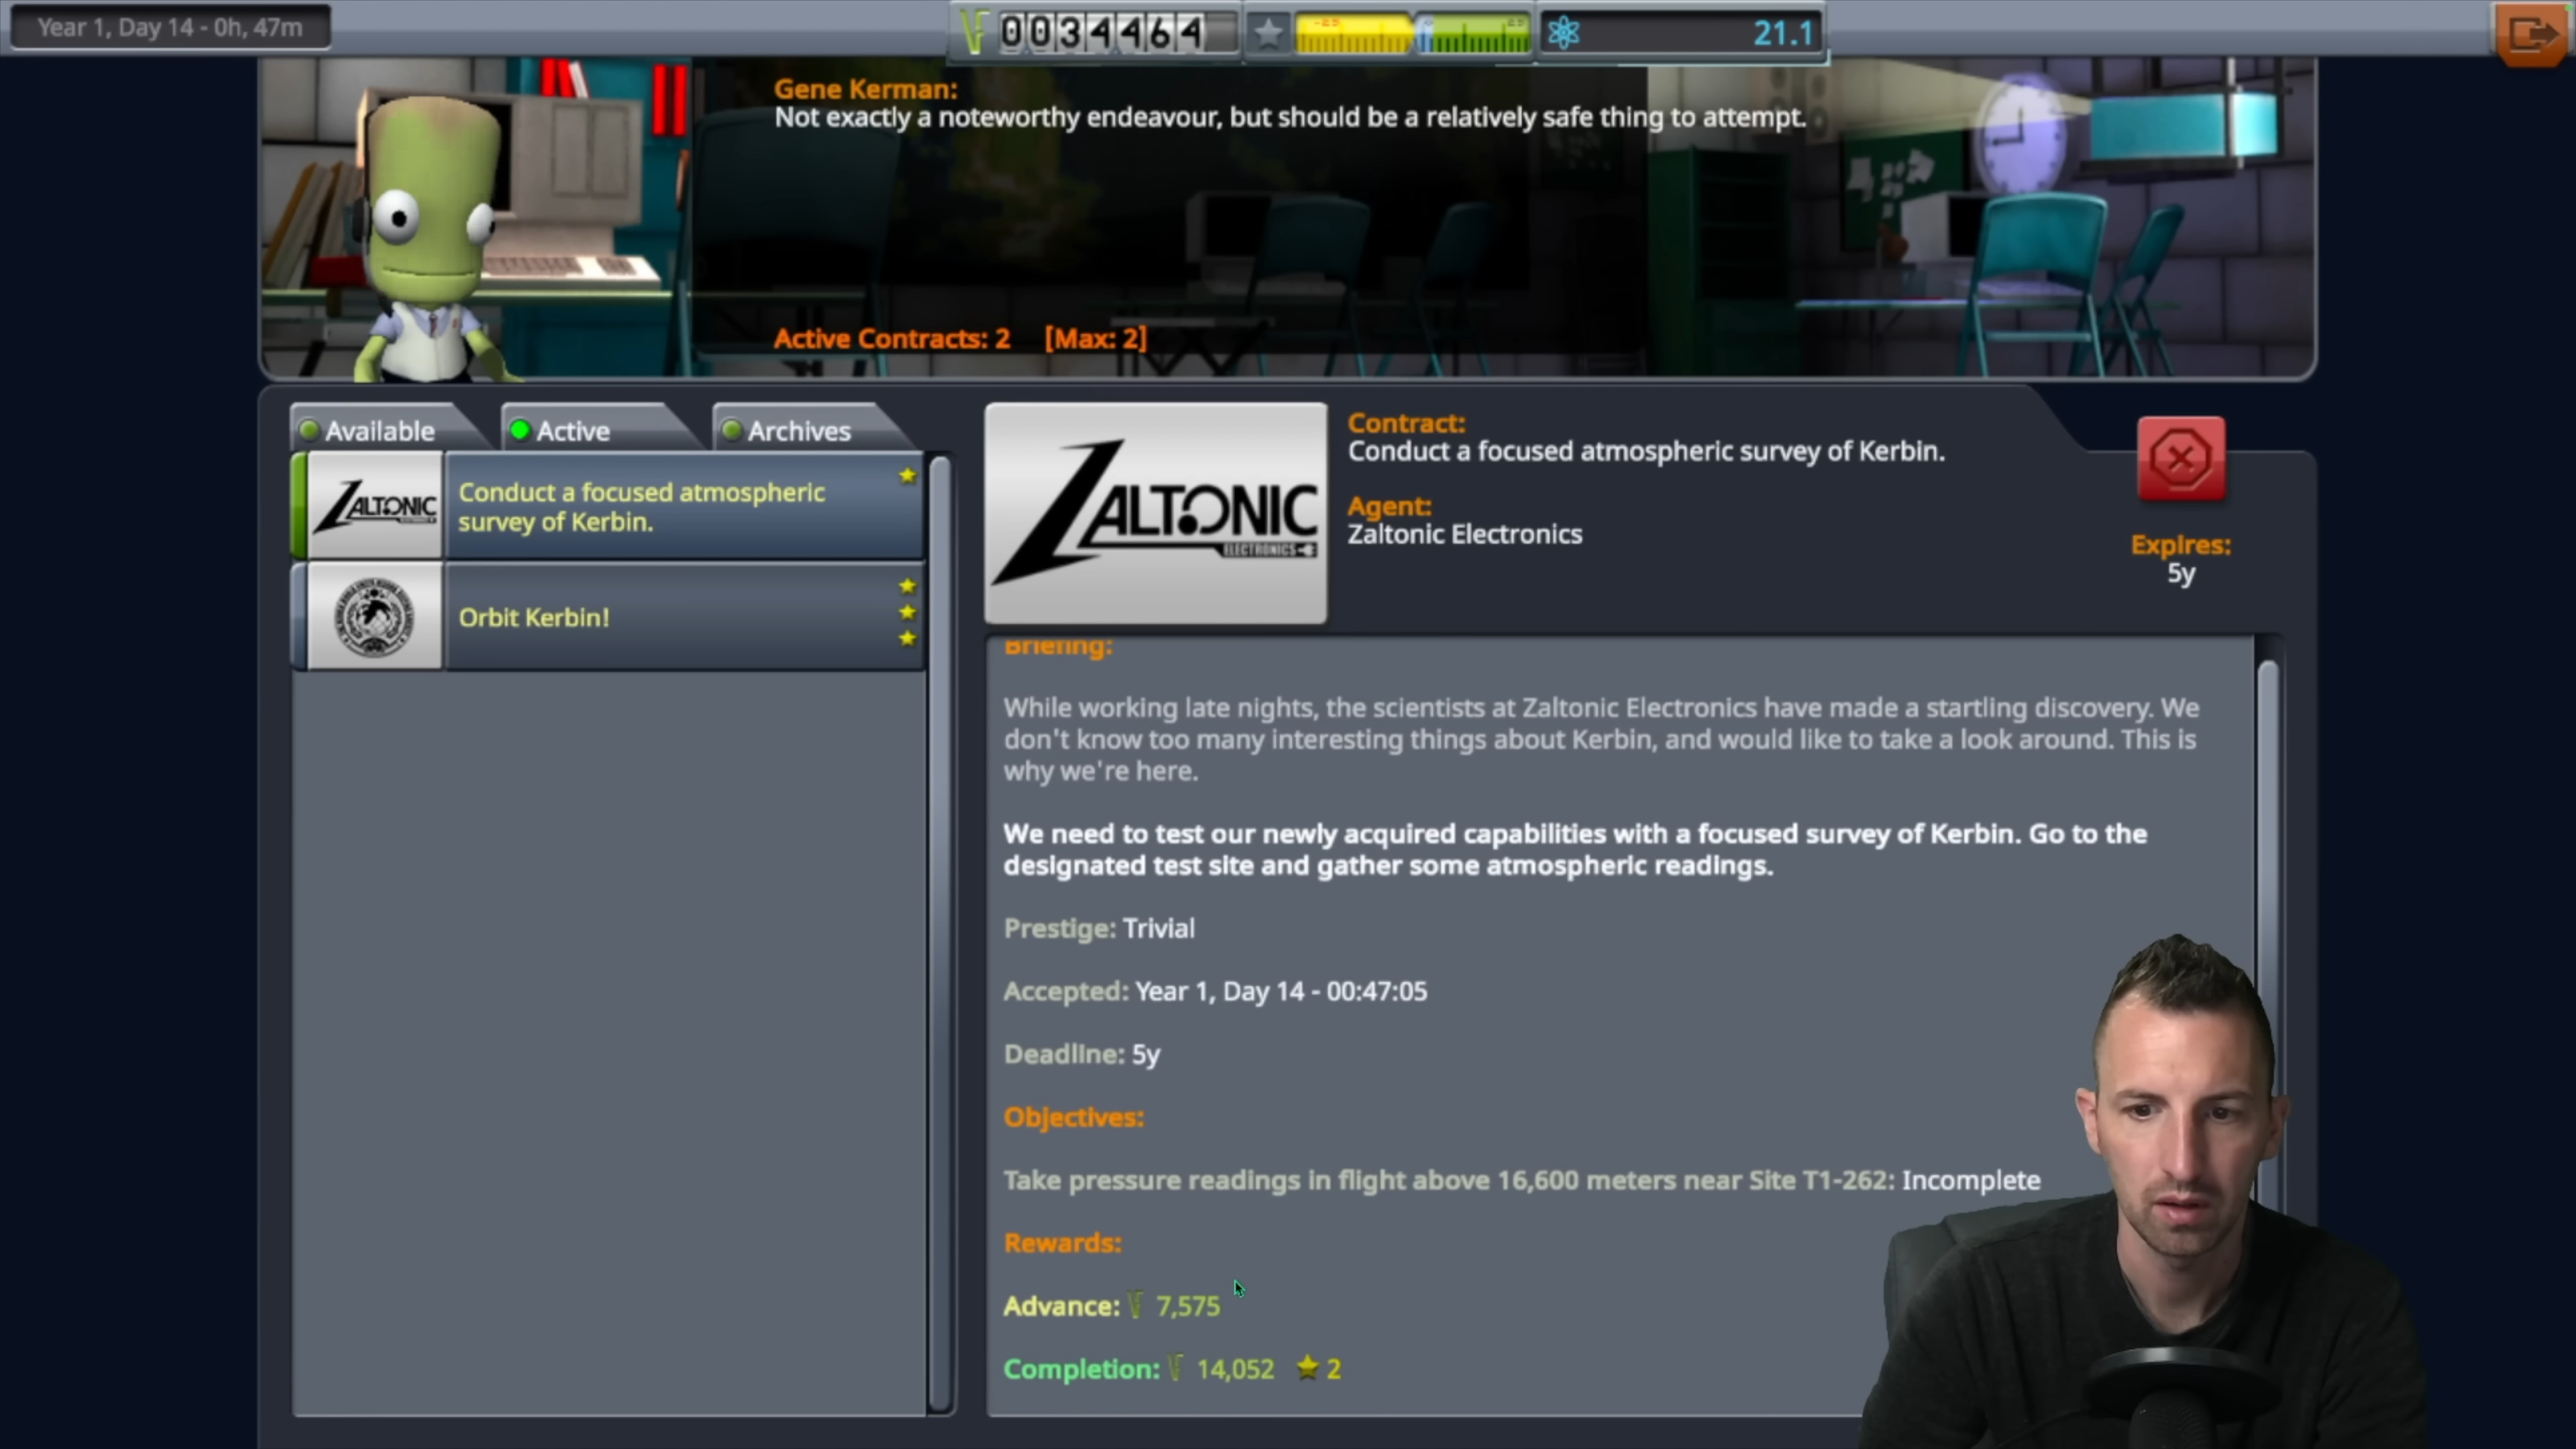 Year 1, Day 14 - 0h, 47m
0034464
-25
0
25
21.1
Gene Kerman:
Not exactly a noteworthy endeavour, but should be a relatively safe thing to attempt.
Active Contracts: 2 [Max: 2]
Available
Active
Archives
ZALTONIC
Conduct a focused atmospheric
survey of Kerbin.
Orbit Kerbin!
ZALTONIC
ELECTRONICS
Contract:
Conduct a focused atmospheric survey of Kerbin.
Agent:
Zaltonic Electronics
Expires:
5y
Briefing:
While working late nights, the scientists at Zaltonic Electronics have made a startling discovery. We
don't know too many interesting things about Kerbin, and would like to take a look around. This is
why we're here.
We need to test our newly acquired capabilities with a focused survey of Kerbin. Go to the
designated test site and gather some atmospheric readings.
Prestige: Trivial
Accepted: Year 1, Day 14 - 00:47:05
Deadline: 5y
Objectives:
Take pressure readings in flight above 16,600 meters near Site T1-262: Incomplete
Rewards:
Advance: 7,575
Completion: 14,052 2